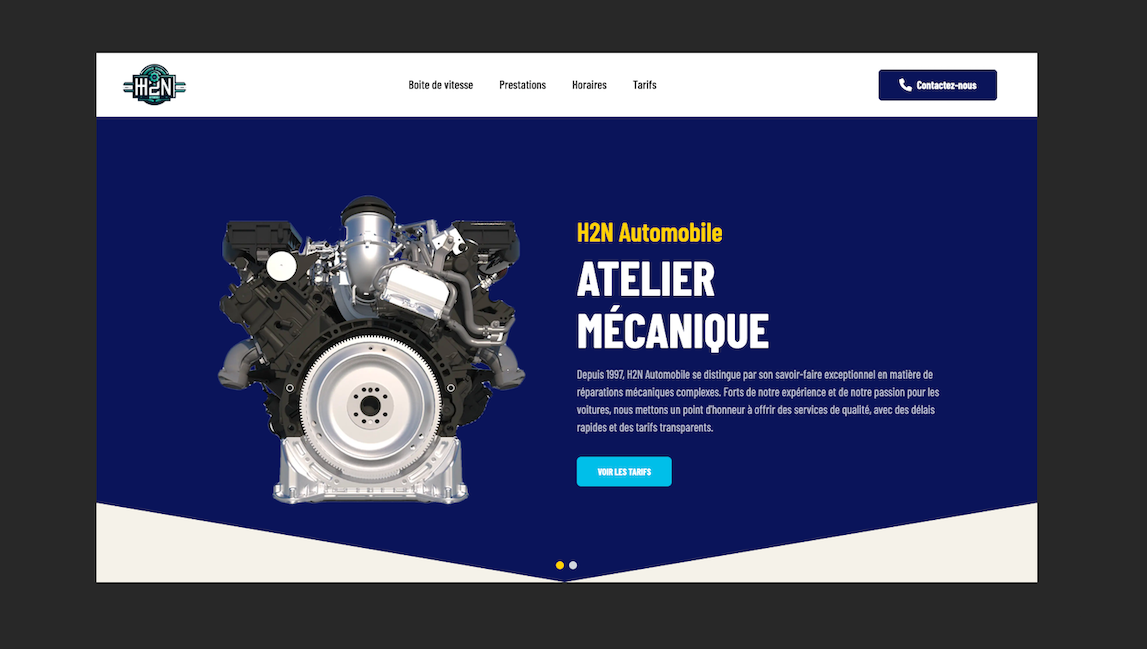 H2N
Boite de vitesse
Prestations
Horaires
Tarifs
Contactez-nous
H2N Automobile
ATELIER
MÉCANIQUE
Depuis 1997, H2N Automobile se distingue par son savoir-faire exceptionnel en matière de
réparations mécaniques complexes. Forts de notre expérience et de notre passion pour les
voitures, nous mettons un point d'honneur à offrir des services de qualité, avec des délais
rapides et des tarifs transparents.
VOIR LES TARIFS